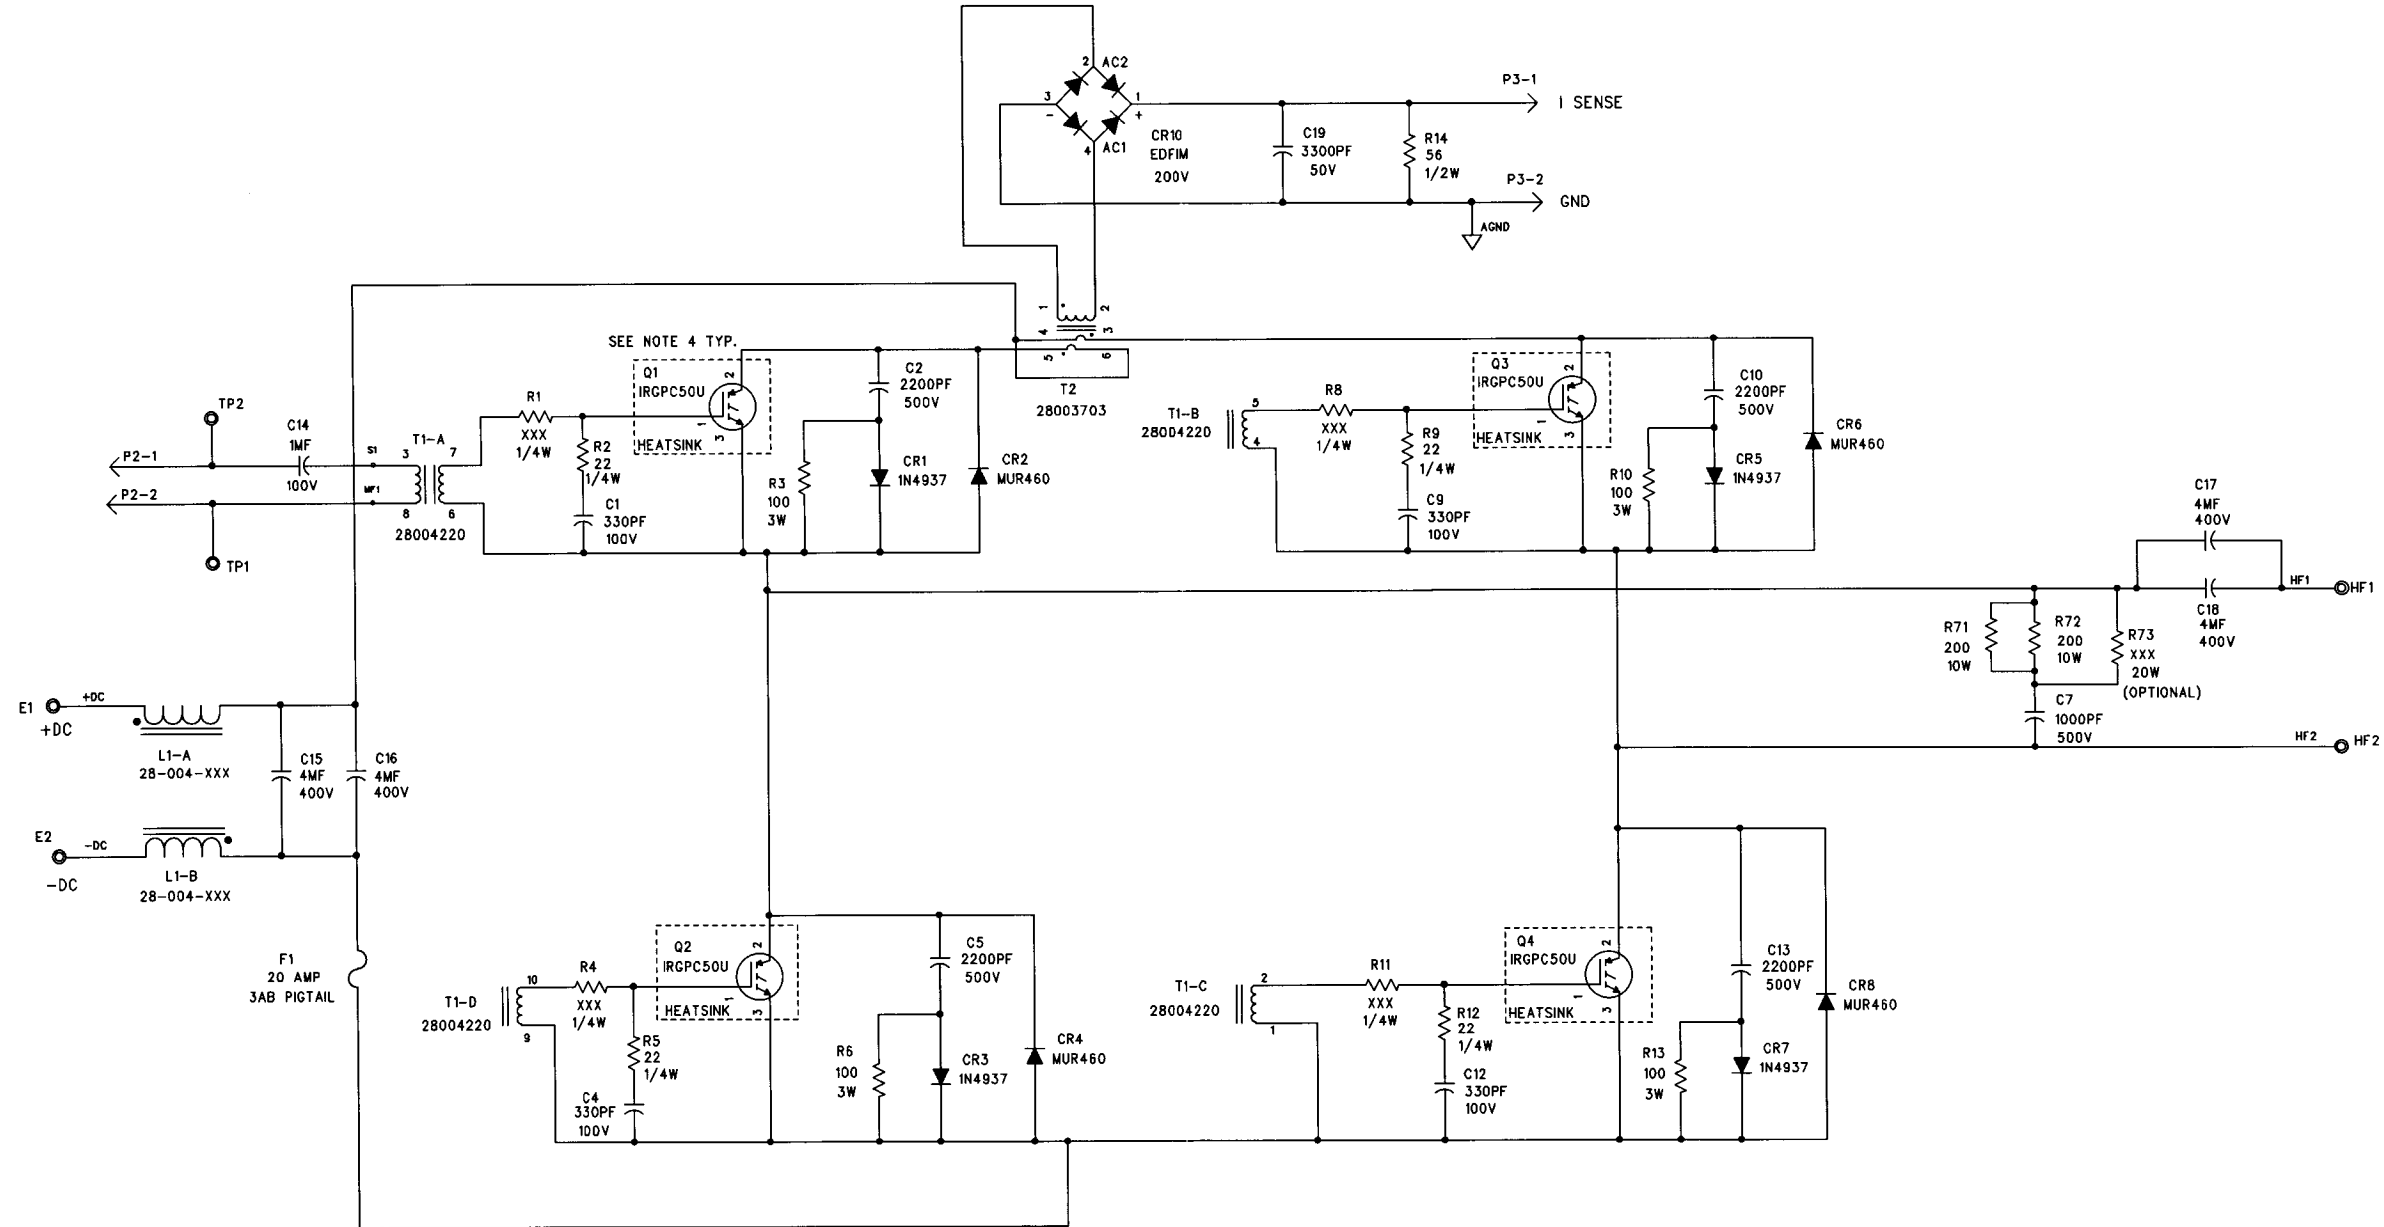 2
AC2
3
-
1
+
4
AC1
CR10
EDFIM
200V
C19
3300PF
50V
R14
56
1/2W
P3-1
I SENSE
P3-2
GND
AGND
1
2
4
3
5
6
T2
28003703
SEE NOTE 4 TYP.
Q1
IRGPC50U
2
1
3
HEATSINK
C2
2200PF
500V
R1
XXX
1/4W
R2
22
1/4W
C1
330PF
100V
R3
100
3W
CR1
1N4937
CR2
MUR460
TP2
C14
1MF
100V
P2-1
P2-2
S1
MF1
T1-A
3
7
8
6
28004220
TP1
T1-B
28004220
5
4
R8
XXX
1/4W
R9
22
1/4W
C9
330PF
100V
Q3
IRGPC50U
2
1
3
HEATSINK
C10
2200PF
500V
R10
100
3W
CR5
1N4937
CR6
MUR460
C17
4MF
400V
HF1
HF1
C18
4MF
400V
R71
200
10W
R72
200
10W
R73
XXX
20W
(OPTIONAL)
C7
1000PF
500V
HF2
HF2
E1
+DC
+DC
L1-A
28-004-XXX
C15
4MF
400V
C16
4MF
400V
E2
-DC
-DC
L1-B
28-004-XXX
F1
20 AMP
3AB PIGTAIL
T1-D
28004220
10
9
R4
XXX
1/4W
R5
22
1/4W
C4
330PF
100V
Q2
IRGPC50U
2
1
3
HEATSINK
C5
2200PF
500V
R6
100
3W
CR3
1N4937
CR4
MUR460
T1-C
28004220
2
1
R11
XXX
1/4W
R12
22
1/4W
C12
330PF
100V
Q4
IRGPC50U
2
1
3
HEATSINK
C13
2200PF
500V
R13
100
3W
CR7
1N4937
CR8
MUR460